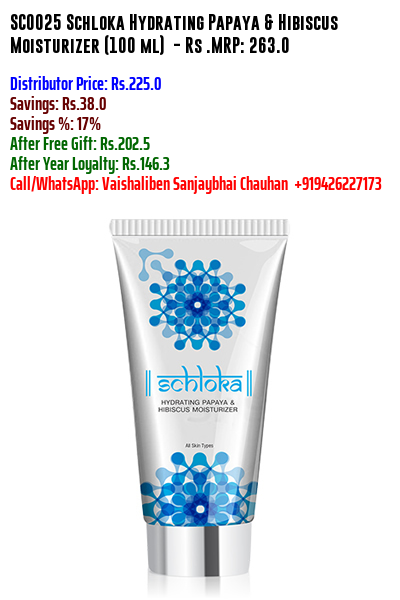 SC0025 Schloka Hydrating Papaya & Hibiscus
Moisturizer (100 ml)  - Rs .MRP: 263.0
Distributor Price: Rs.225.0
Savings: Rs.38.0
Savings %: 17%
After Free Gift: Rs.202.5
After Year Loyalty: Rs.146.3
Call/WhatsApp: Vaishaliben Sanjaybhai Chauhan  +919426227173
schloka
HYDRATING PAPAYA &
HIBISCUS MOISTURIZER
All Skin Types